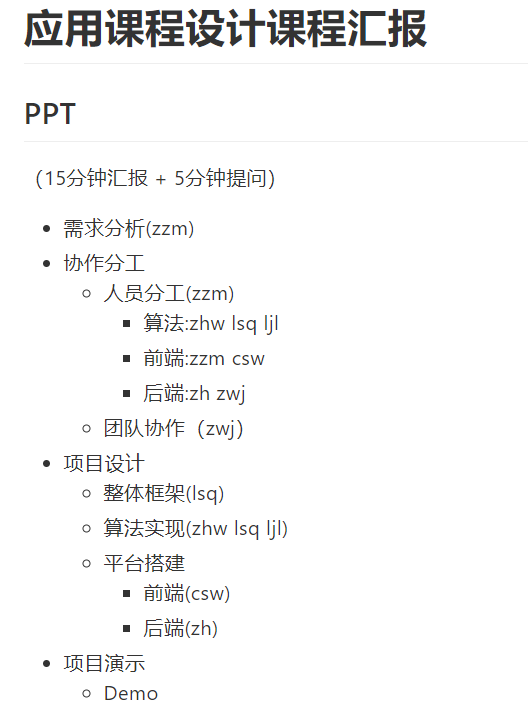 应用课程设计课程汇报
PPT
（15分钟汇报 + 5分钟提问）
需求分析(zzm)
协作分工
人员分工(zzm)
算法:zhw lsq ljl
前端:zzm csw
后端:zh zwj
团队协作（zwj）
项目设计
整体框架(lsq)
算法实现(zhw lsq ljl)
平台搭建
前端(csw)
后端(zh)
项目演示
Demo